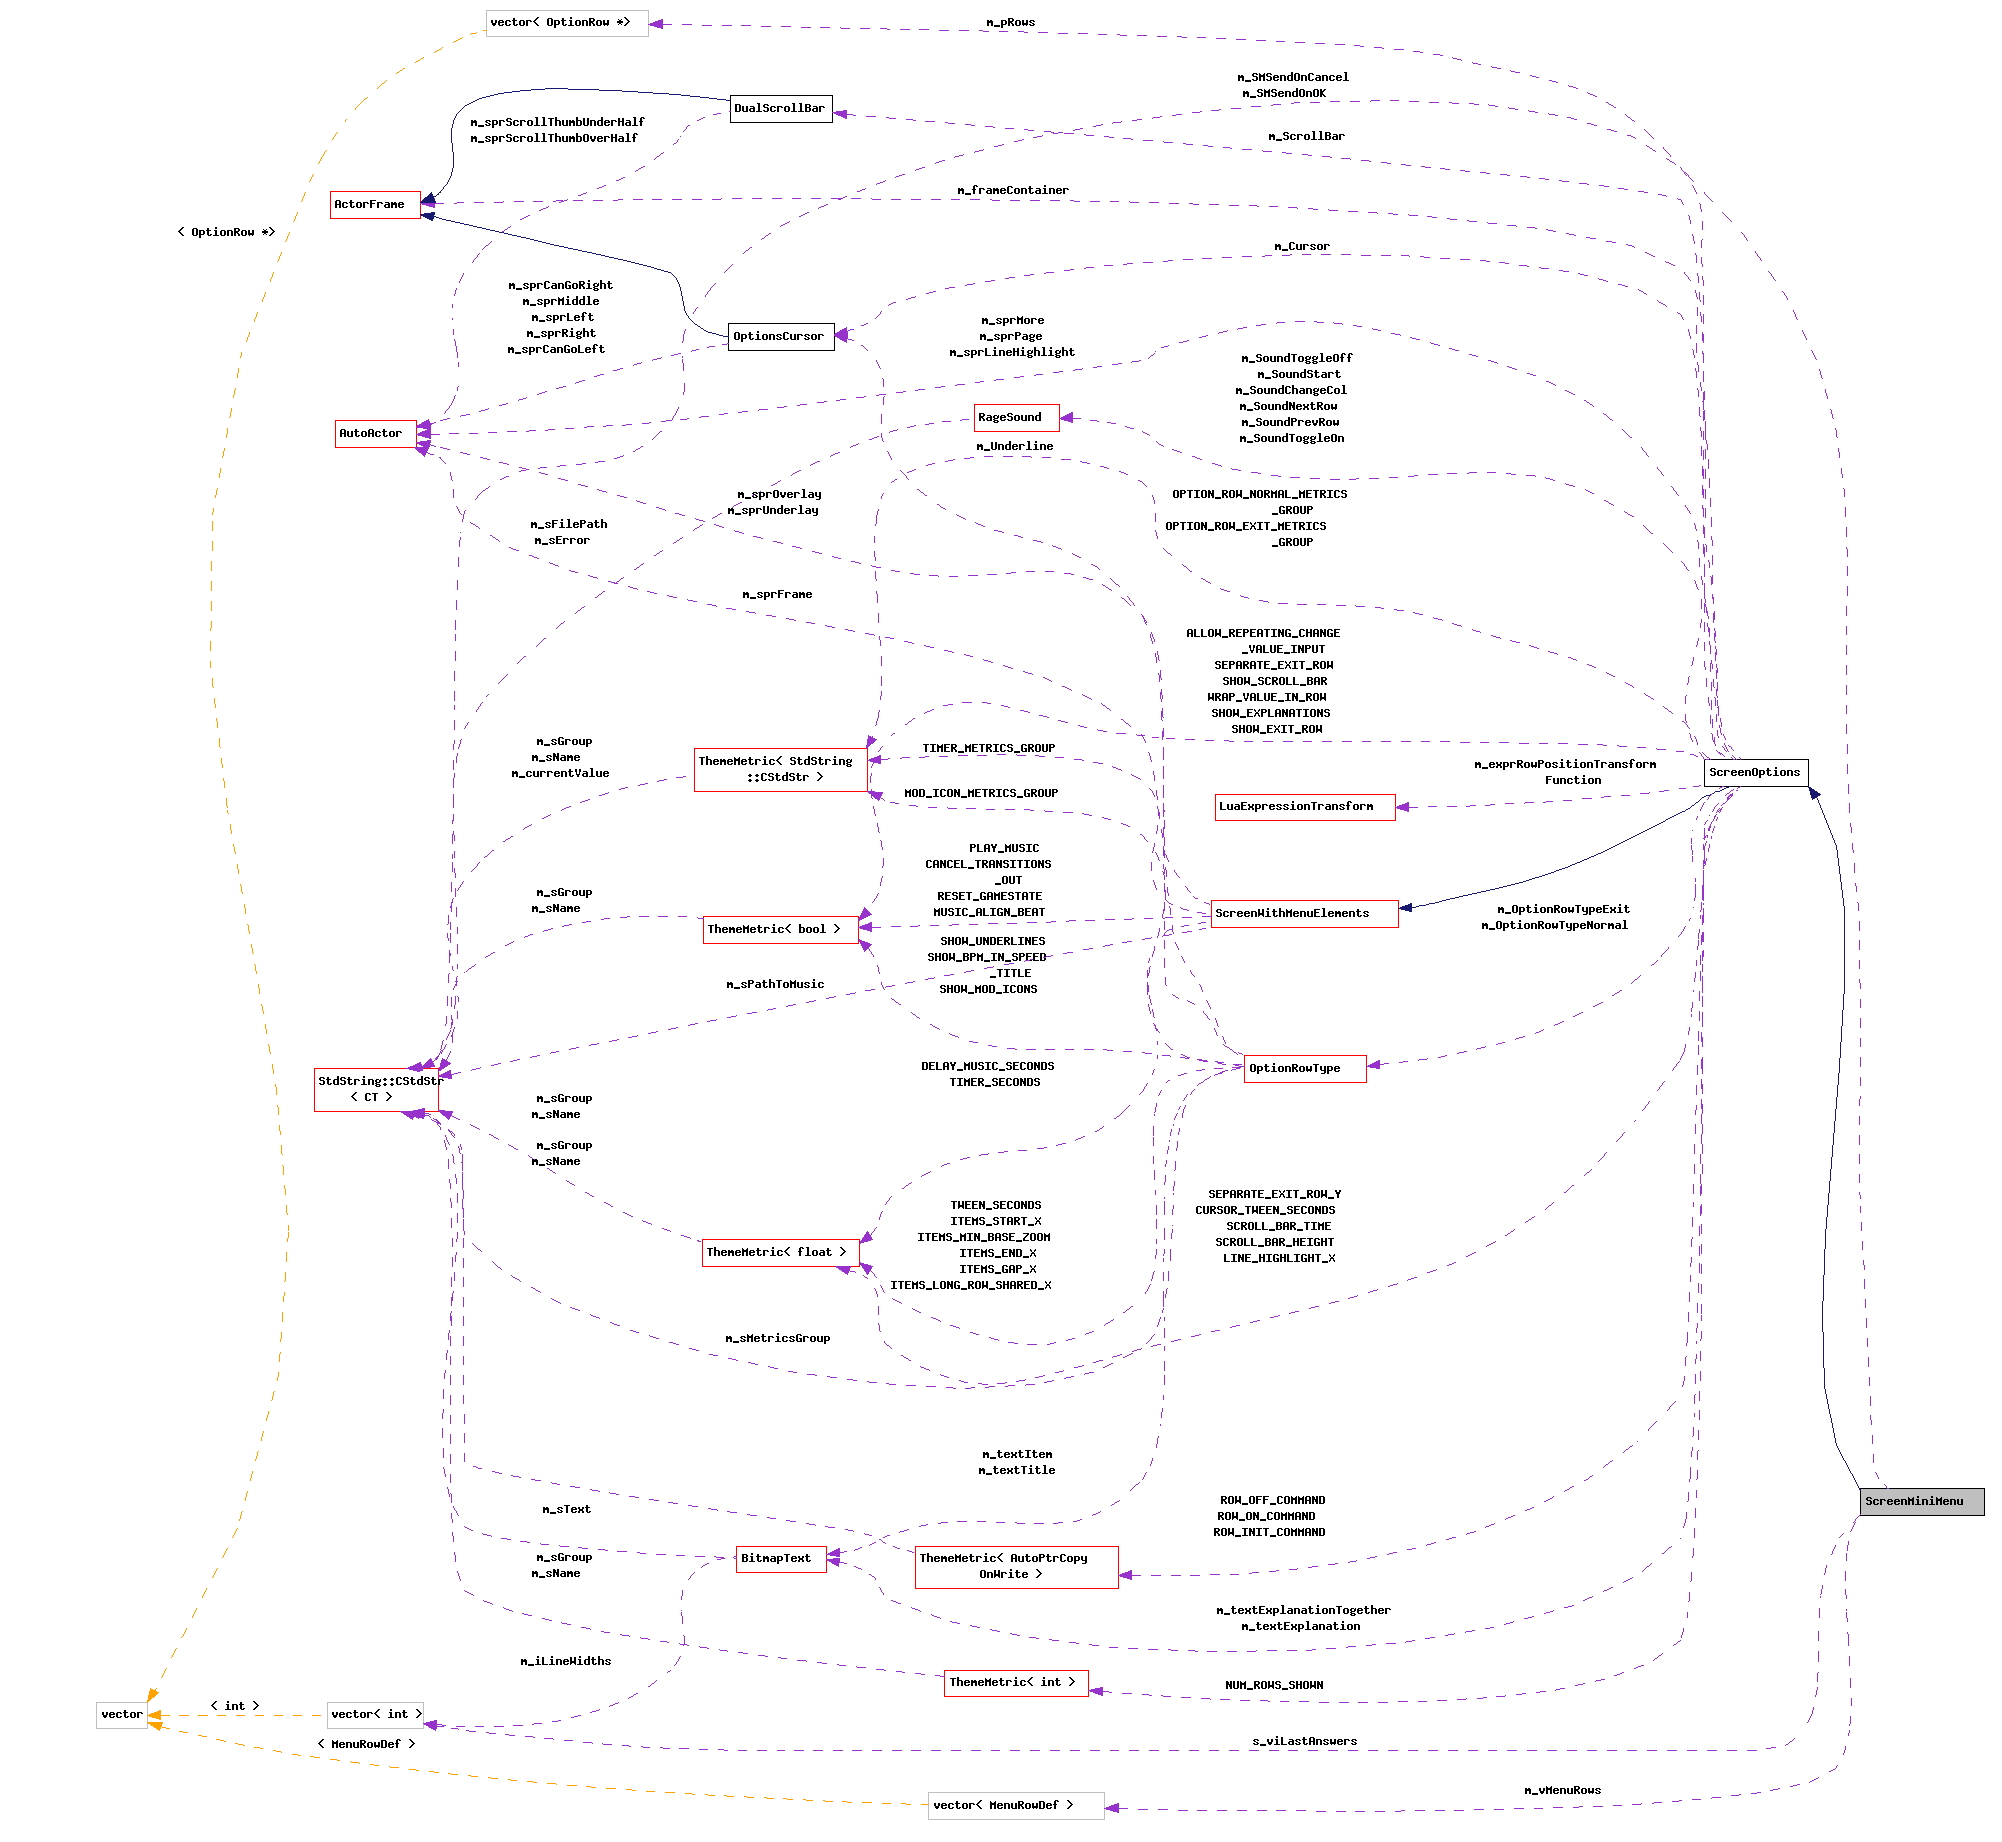 vector< OptionRow *>
m_pRows
m_SMSendOnCancel
m_SMSendOnOK
DualScrollBar
m_sprScrollThumbUnderHalf
m_sprScrollThumbOverHalf
m_ScrollBar
ActorFrame
m_frameContainer
< OptionRow *>
m_Cursor
m_sprCanGoRight
m_sprMiddle
m_sprLeft
m_sprRight
m_sprCanGoLeft
OptionsCursor
m_sprMore
m_sprPage
m_sprLineHighlight
m_SoundToggleOff
m_SoundStart
m_SoundChangeCol
m_SoundNextRow
m_SoundPrevRow
m_SoundToggleOn
RageSound
AutoActor
m_Underline
m_sprOverlay
m_sprUnderlay
OPTION_ROW_NORMAL_METRICS
_GROUP
OPTION_ROW_EXIT_METRICS
_GROUP
m_sFilePath
m_sError
m_sprFrame
ALLOW_REPEATING_CHANGE
_VALUE_INPUT
SEPARATE_EXIT_ROW
SHOW_SCROLL_BAR
WRAP_VALUE_IN_ROW
SHOW_EXPLANATIONS
SHOW_EXIT_ROW
m_sGroup
m_sName
m_currentValue
ThemeMetric< StdString
::CStdStr >
TIMER_METRICS_GROUP
MOD_ICON_METRICS_GROUP
m_exprRowPositionTransform
Function
ScreenOptions
LuaExpressionTransform
PLAY_MUSIC
CANCEL_TRANSITIONS
_OUT
RESET_GAMESTATE
MUSIC_ALIGN_BEAT
m_sGroup
m_sName
ThemeMetric< bool >
ScreenWithMenuElements
m_OptionRowTypeExit
m_OptionRowTypeNormal
SHOW_UNDERLINES
SHOW_BPM_IN_SPEED
_TITLE
SHOW_MOD_ICONS
m_sPathToMusic
StdString::CStdStr
< CT >
DELAY_MUSIC_SECONDS
TIMER_SECONDS
OptionRowType
m_sGroup
m_sName
m_sGroup
m_sName
ThemeMetric< float >
TWEEN_SECONDS
ITEMS_START_X
ITEMS_MIN_BASE_ZOOM
ITEMS_END_X
ITEMS_GAP_X
ITEMS_LONG_ROW_SHARED_X
SEPARATE_EXIT_ROW_Y
CURSOR_TWEEN_SECONDS
SCROLL_BAR_TIME
SCROLL_BAR_HEIGHT
LINE_HIGHLIGHT_X
m_sMetricsGroup
m_textItem
m_textTitle
m_sText
ROW_OFF_COMMAND
ROW_ON_COMMAND
ROW_INIT_COMMAND
ScreenMiniMenu
m_sGroup
m_sName
BitmapText
ThemeMetric< AutoPtrCopy
OnWrite >
m_textExplanationTogether
m_textExplanation
m_iLineWidths
ThemeMetric< int >
NUM_ROWS_SHOWN
vector
< int >
vector< int >
< MenuRowDef >
s_viLastAnswers
vector< MenuRowDef >
m_vMenuRows